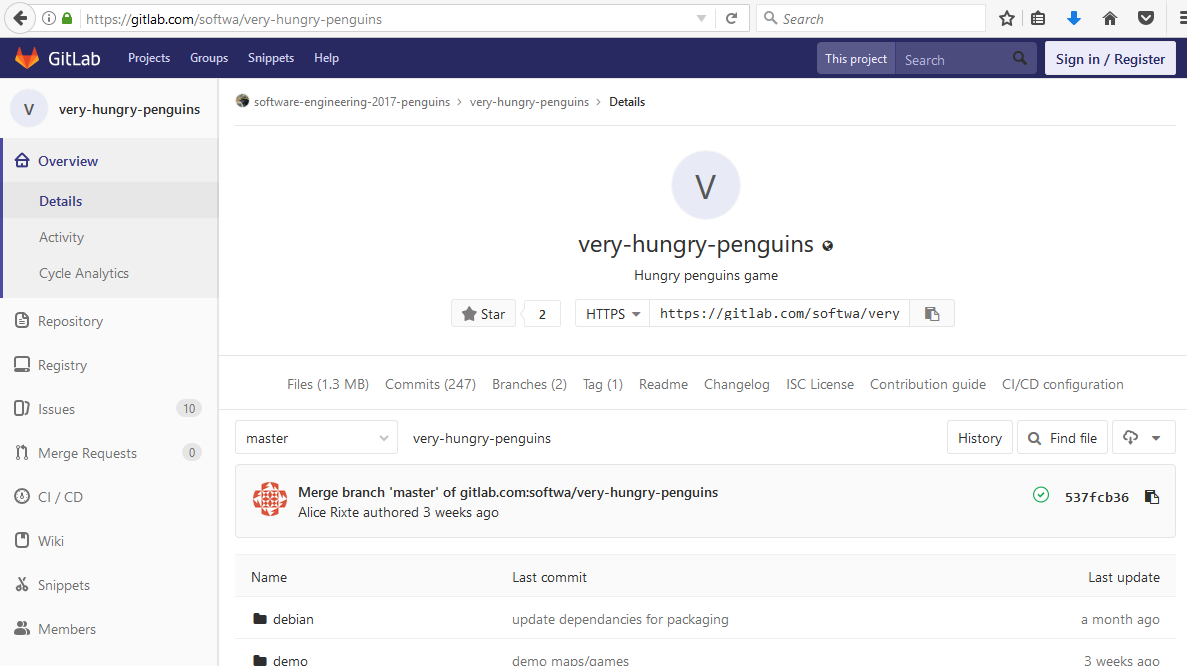 https://gitlab.com/softwa/very-hungry-penguins
Search
GitLab
Projects Groups Snippets Help
This project Search
Sign in / Register
V very-hungry-penguins
Overview
Details
Activity
Cycle Analytics
Repository
Registry
Issues 10
Merge Requests 0
CI / CD
Wiki
Snippets
Members
software-engineering-2017-penguins › very-hungry-penguins › Details
V
very-hungry-penguins
Hungry penguins game
Star 2 HTTPS https://gitlab.com/softwa/very
Files (1.3 MB) Commits (247) Branches (2) Tag (1) Readme Changelog ISC License Contribution guide CI/CD configuration
master very-hungry-penguins History Find file
Merge branch 'master' of gitlab.com:softwa/very-hungry-penguins
Alice Rixte authored 3 weeks ago
537fcb36
Name Last commit Last update
debian update dependancies for packaging a month ago
demo demo maps/games 3 weeks ago